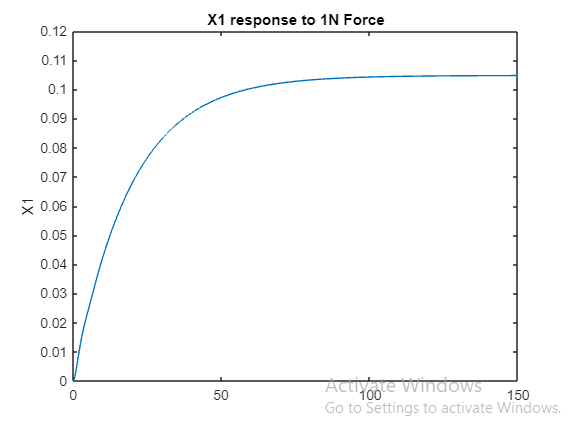 X1 response to 1N Force
0.12
0.11
0.1
0.09
0.08
0.07
0.06
0.05
0.04
0.03
0.02
0.01
0
X1
0 50 100 150
Activate Windows
Go to Settings to activate Windows.